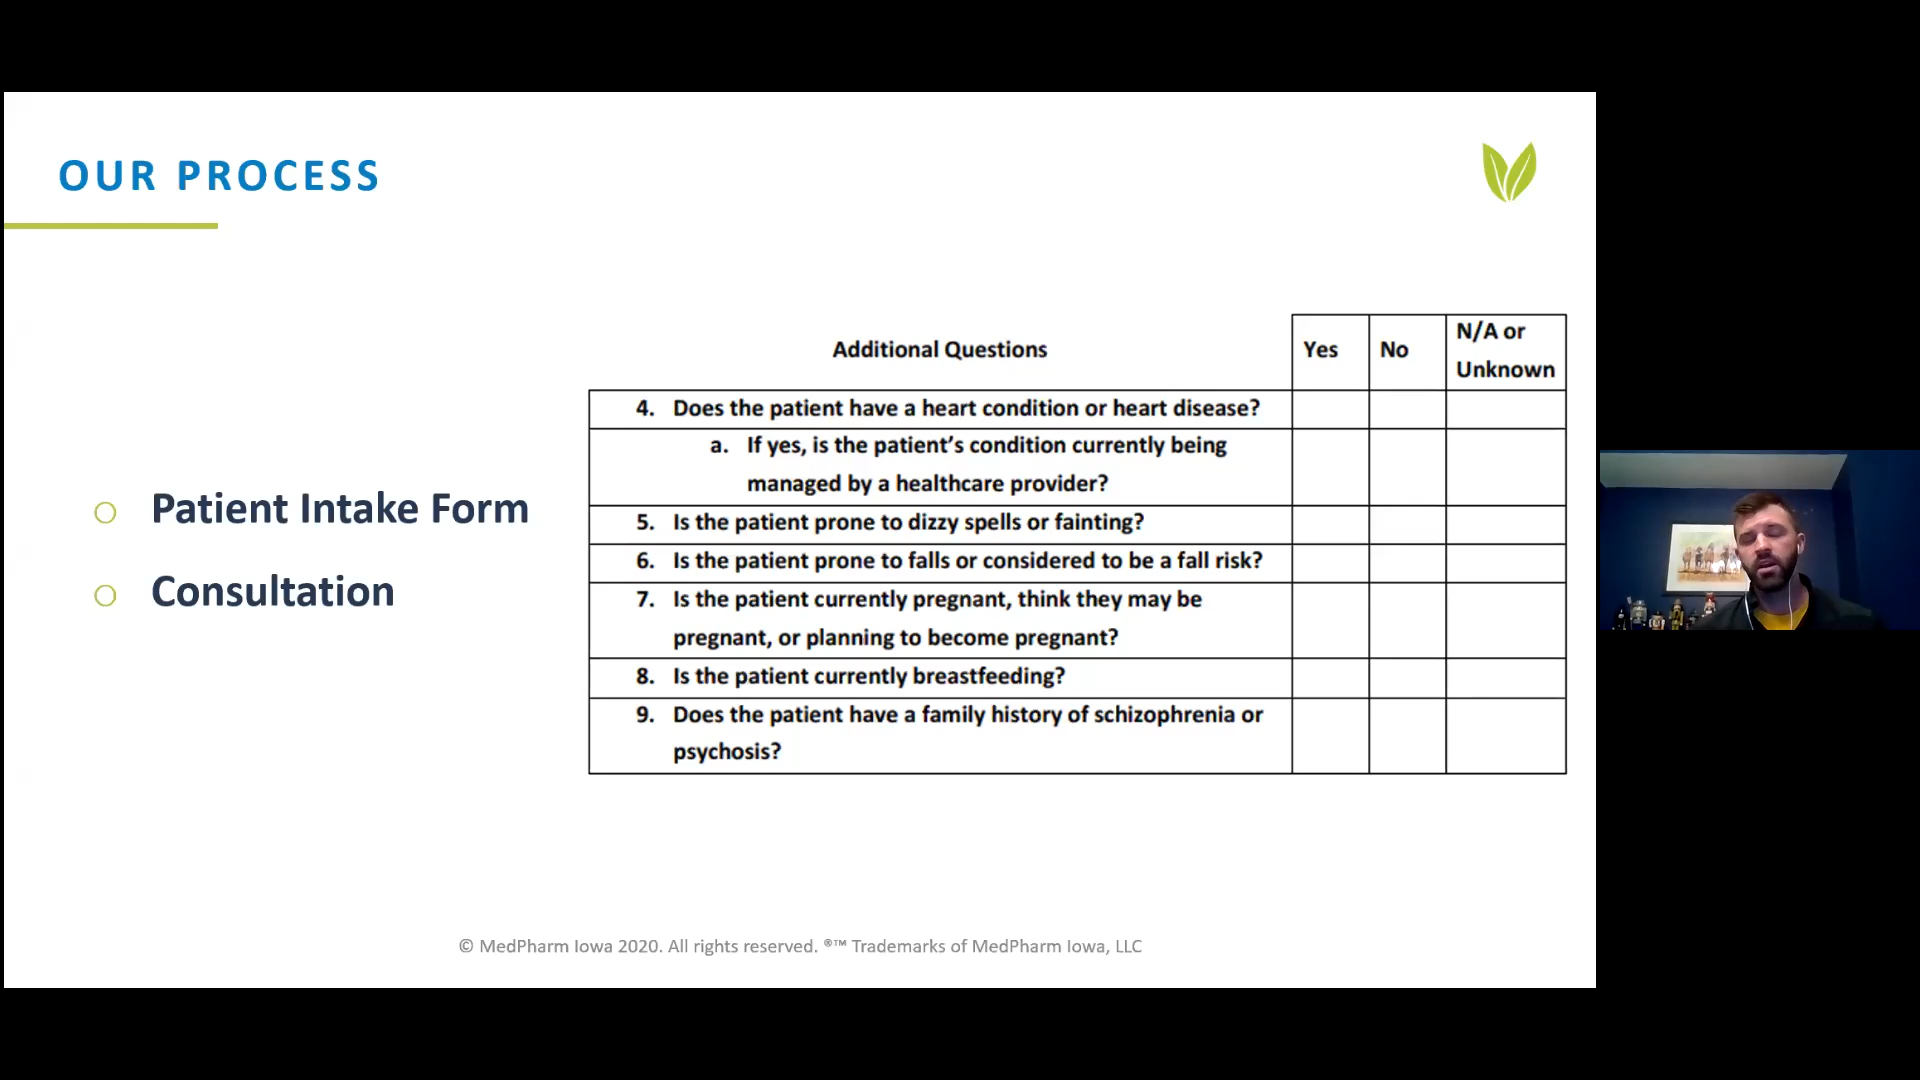 OUR PROCESS
Patient Intake Form
Consultation
Additional Questions
Yes
No
N/A or
Unknown
4. Does the patient have a heart condition or heart disease?
a. If yes, is the patient's condition currently being
managed by a healthcare provider?
5. Is the patient prone to dizzy spells or fainting?
6. Is the patient prone to falls or considered to be a fall risk?
7. Is the patient currently pregnant, think they may be
pregnant, or planning to become pregnant?
8. Is the patient currently breastfeeding?
9. Does the patient have a family history of schizophrenia or
psychosis?
© MedPharm Iowa 2020. All rights reserved. ®™ Trademarks of MedPharm Iowa, LLC